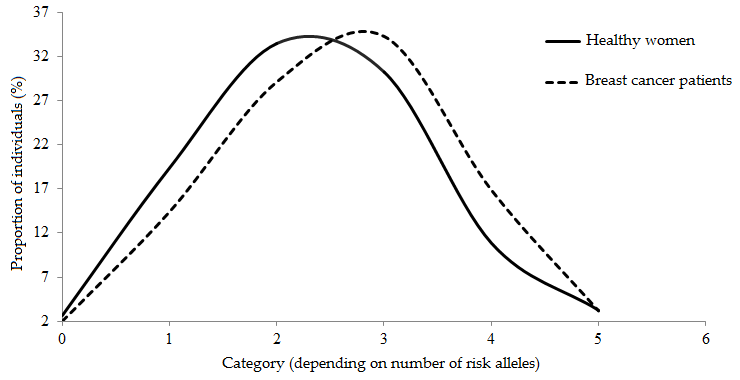 37
32
27
22
17
12
7
2
Proportion of individuals (%)
Healthy women
Breast cancer patients
0 1 2 3 4 5 6
Category (depending on number of risk alleles)